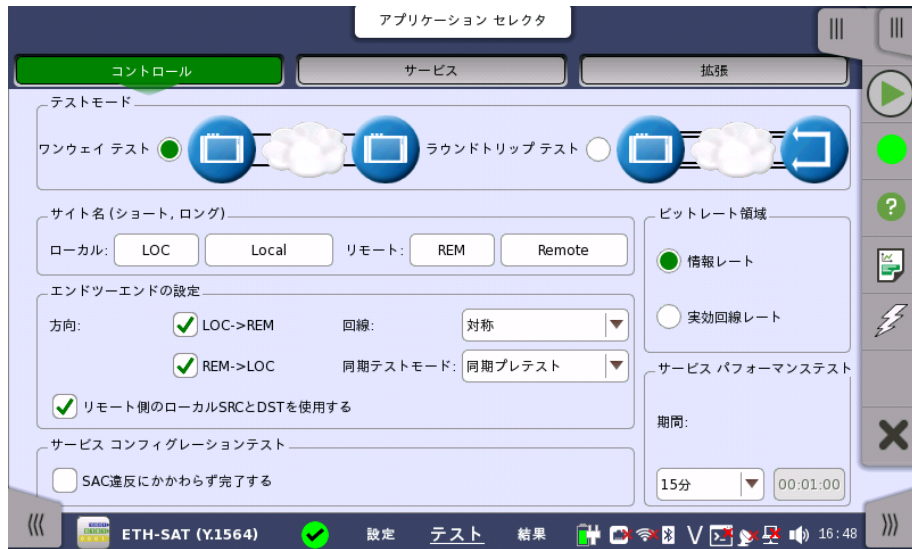 アプリケーション セレクタ
コントロール サービス 拡張
テストモード
ワンウェイ テスト ラウンドトリップ テスト
サイト名 (ショート, ロング)
ローカル: LOC Local リモート: REM Remote
ビットレート領域
情報レート
実効回線レート
エンドツーエンドの設定
方向: LOC->REM 回線: 対称
REM->LOC 同期テストモード: 同期プレテスト
リモート側のローカルSRCとDSTを使用する
サービス パフォーマンステスト
期間:
15分 00:01:00
サービス コンフィグレーションテスト
SAC違反にかかわらず完了する
ETH-SAT (Y.1564) 設定 テスト 結果 16:48